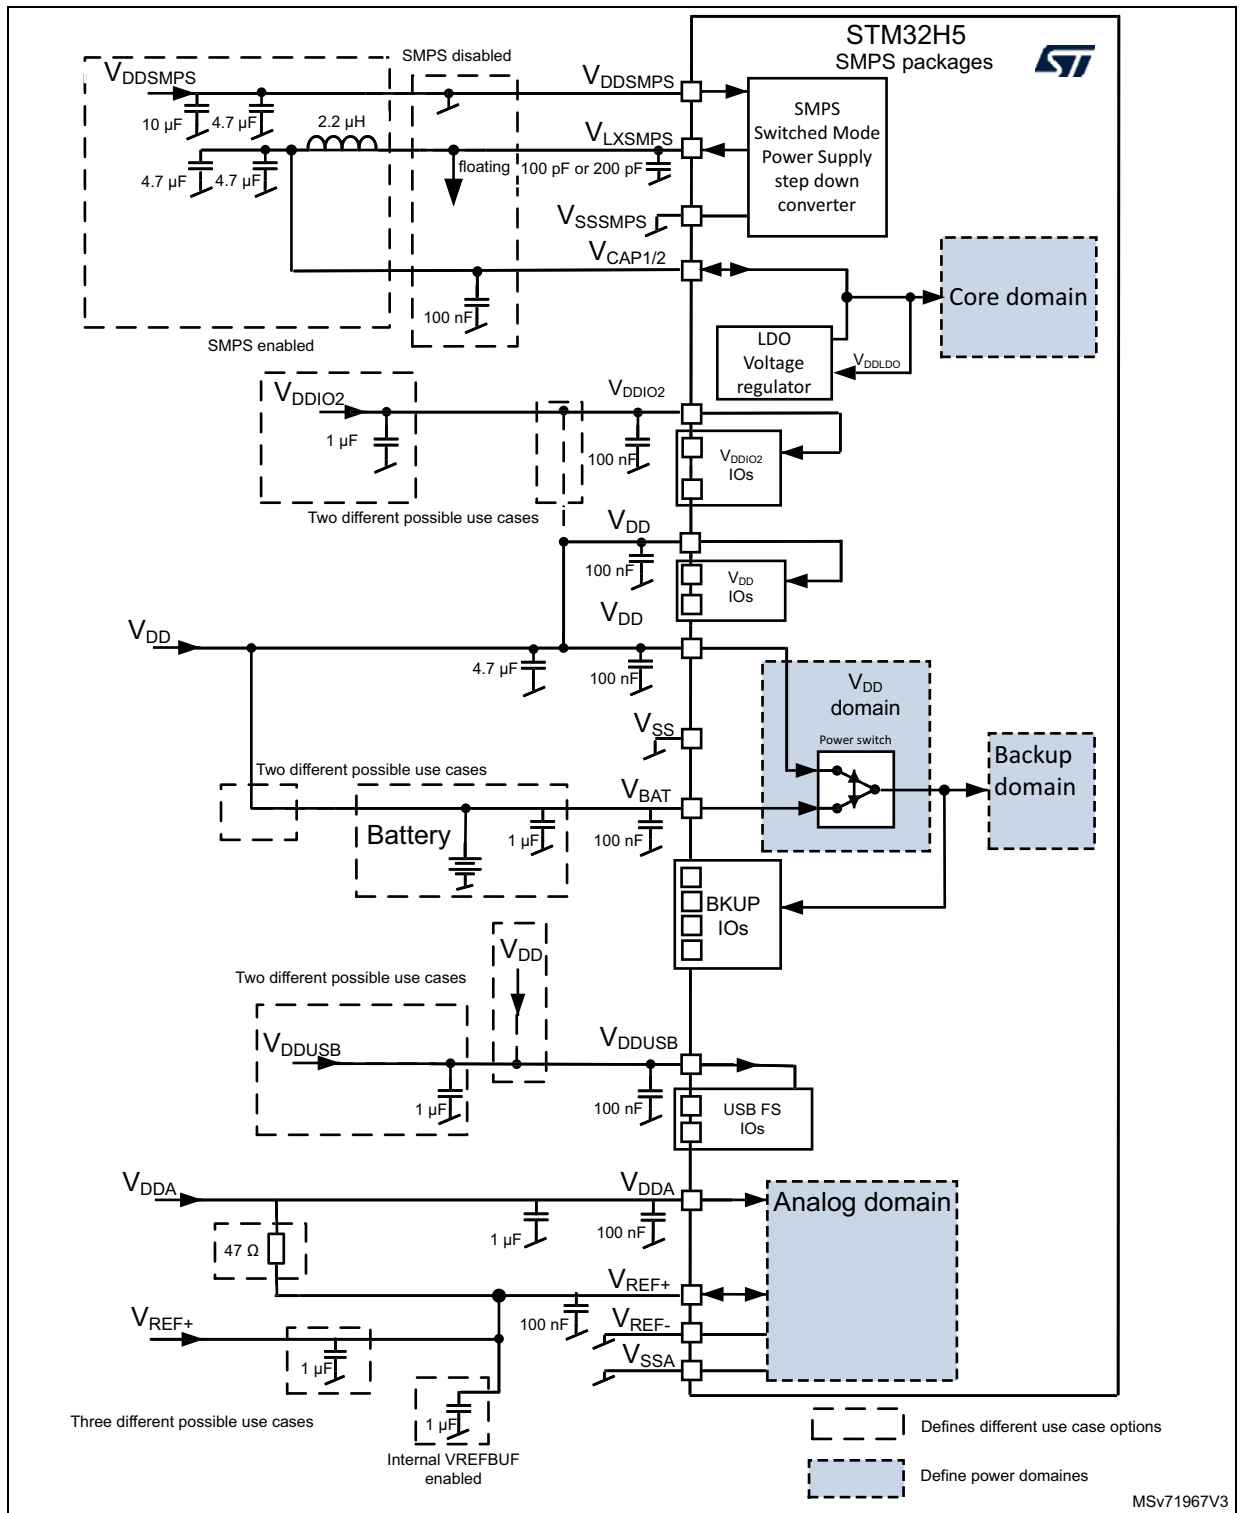 STM32H5
SMPS packages
SMPS disabled
VDDSMPS
VDDSMPS
10 µF
4.7 µF
2.2 µH
VLXSMPS
4.7 µF
4.7 µF
floating
100 pF or 200 pF
SMPS
Switched Mode
Power Supply
step down
converter
VSSSMPS
VCAP1/2
100 nF
SMPS enabled
Core domain
LDO
Voltage
regulator
VDDLDO
VDDIO2
VDDIO2
1 µF
100 nF
VDDIO2
IOs
Two different possible use cases
VDD
100 nF
VDD
IOs
VDD
VDD
4.7 µF
100 nF
VDD
domain
VSS
Power switch
Backup
domain
Two different possible use cases
VBAT
Battery
1 µF
100 nF
BKUP
IOs
VDD
Two different possible use cases
VDDUSB
VDDUSB
1 µF
100 nF
USB FS
IOs
VDDA
VDDA
1 µF
100 nF
Analog domain
47 Ω
VREF+
VREF+
100 nF
VREF-
1 µF
VSSA
Three different possible use cases
1 µF
Internal VREFBUF
enabled
Defines different use case options
Define power domaines
MSv71967V3